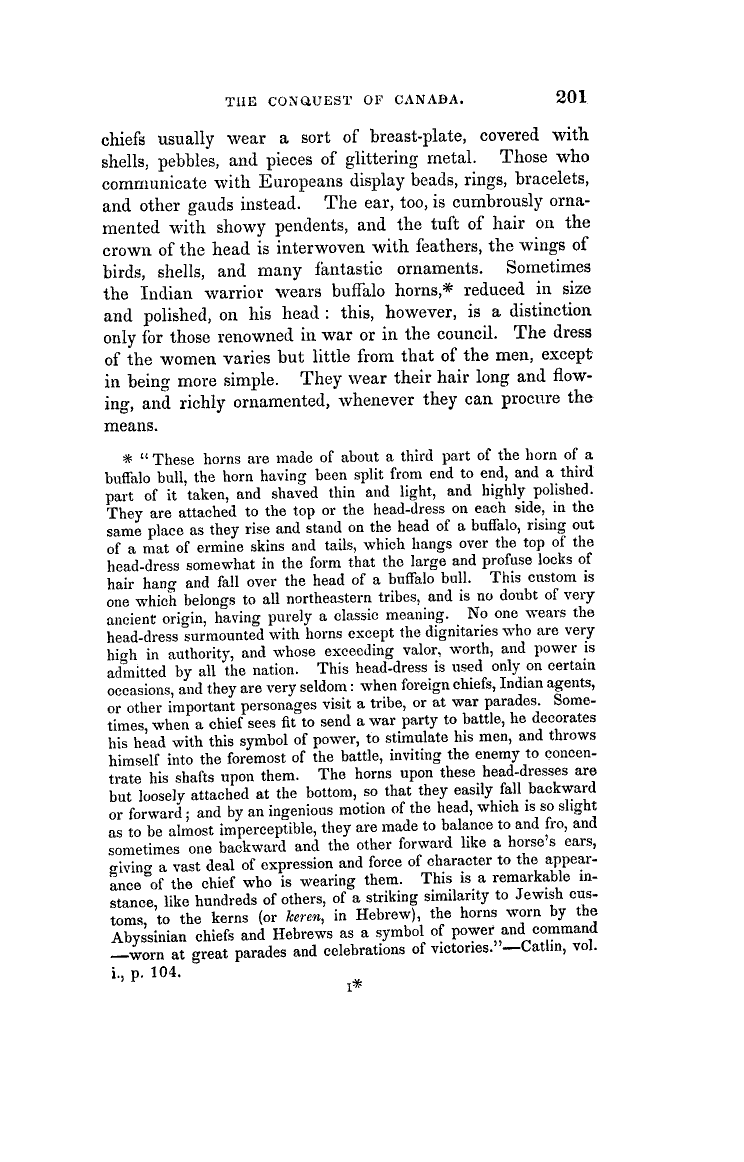 THE CONQUEST OF CANADA. 201
chiefs usually wear a sort of breast-plate, covered with
shells, pebbles, and pieces of glittering metal. Those who
communicate with Europeans display beads, rings, bracelets,
and other gauds instead. The ear, too, is cumbrously orna-
mented with showy pendents, and the tuft of hair on the
crown of the head is interwoven with feathers, the wings of
birds, shells, and many fantastic ornaments. Sometimes
the Indian warrior wears buffalo horns,* reduced in size
and polished, on his head : this, however, is a distinction
only for those renowned in war or in the council. The dress
of the women varies but little from that of the men, except
in being more simple. They wear their hair long and flow-
ing, and richly ornamented, whenever they can procure the
means.
* “ These horns are made of about a third part of the horn of a
buffalo bull, the horn having been split from end to end, and a third
part of it taken, and shaved thin and light, and highly polished.
They are attached to the top or the head-dress on each side, in the
same place as they rise and stand on the head of a buffalo, rising out
of a mat of ermine skins and tails, which hangs over the top of the
head-dress somewhat in the form that the large and profuse locks of
hair hang and fall over the head of a buffalo bull. This custom is
one which belongs to all northeastern tribes, and is no doubt of very
ancient origin, having purely a classic meaning. No one wears the
head-dress surmounted with horns except the dignitaries who are very
high in authority, and whose exceeding valor, worth, and power is
admitted by all the nation. This head-dress is used only on certain
occasions, and they are very seldom : when foreign chiefs, Indian agents,
or other important personages visit a tribe, or at war parades. Some-
times, when a chief sees fit to send a war party to battle, he decorates
his head with this symbol of power, to stimulate his men, and throws
himself into the foremost of the battle, inviting the enemy to concen-
trate his shafts upon them. The horns upon these head-dresses are
but loosely attached at the bottom, so that they easily fall backward
or forward ; and by an ingenious motion of the head, which is so slight
as to be almost imperceptible, they are made to balance to and fro, and
sometimes one backward and the other forward like a horse's ears,
giving a vast deal of expression and force of character to the appear-
ance of the chief who is wearing them. This is a remarkable in-
stance, like hundreds of others, of a striking similarity to Jewish cus-
toms, to the kerns (or keren, in Hebrew), the horns worn by the
Abyssinian chiefs and Hebrews as a symbol of power and command
—worn at great parades and celebrations of victories.”—Catlin, vol.
i., p. 104.
I*